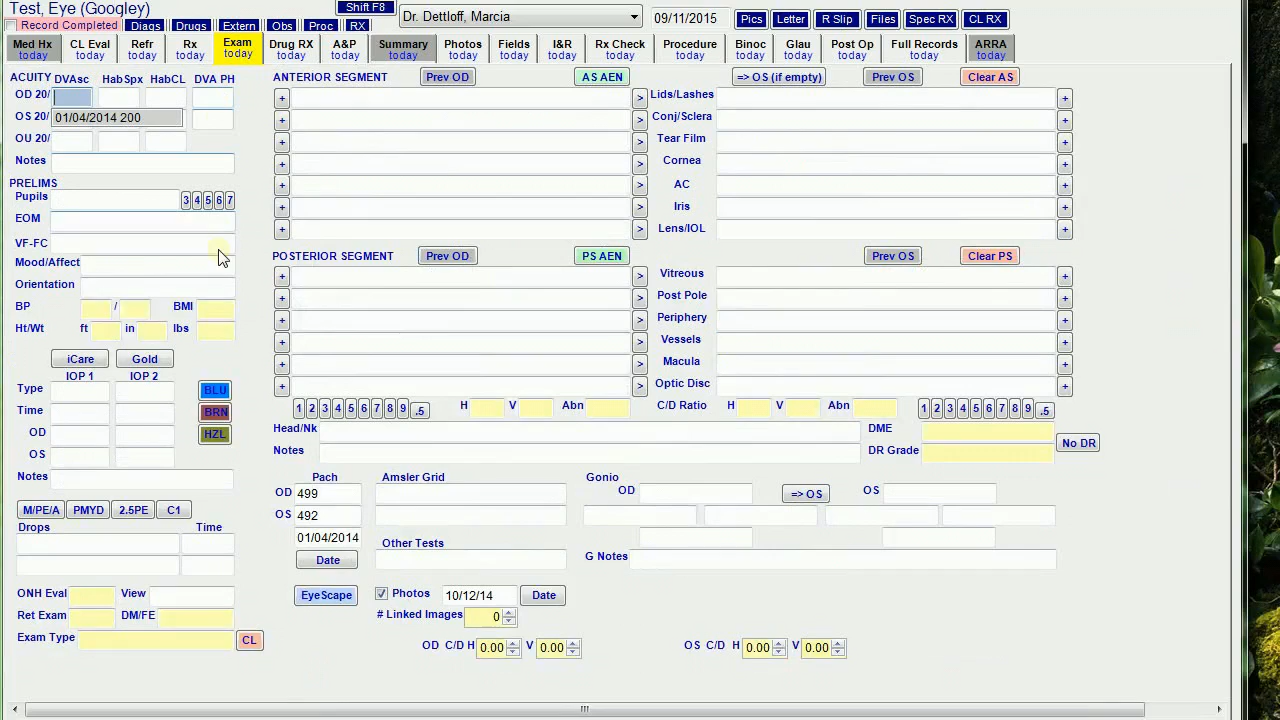 Test, Eye (Googley)
Shift F8
Dr. Dettloff, Marcia
09/11/2015
Pics
Letter
R Slip
Files
Spec RX
CL RX
Record Completed
Diags
Drugs
Extern
Obs
Proc
RX
Med Hx today
CL Eval today
Refr today
Rx today
Exam today
Drug RX today
A&P today
Summary today
Photos today
Fields today
I&R today
Rx Check today
Procedure today
Binoc today
Glau today
Post Op today
Full Records today
ARRA today
ACUITY DVAsc HabSpx HabCL DVA PH
OD 20/
OS 20/ 01/04/2014 200
OU 20/
Notes
PRELIMS
Pupils 3 4 5 6 7
EOM
VF-FC
Mood/Affect
Orientation
BP / BMI
Ht/Wt ft in lbs
iCare Gold
IOP 1 IOP 2
Type BLU
Time BRN
OD HZL
OS
Notes
M/PE/A PMYD 2.5PE C1
Drops Time
ONH Eval View
Ret Exam DM/FE
Exam Type CL
ANTERIOR SEGMENT Prev OD AS AEN => OS (if empty) Prev OS Clear AS
+ > Lids/Lashes +
+ > Conj/Sclera +
+ > Tear Film +
+ > Cornea +
+ > AC +
+ > Iris +
+ > Lens/IOL +
POSTERIOR SEGMENT Prev OD PS AEN Prev OS Clear PS
+ > Vitreous +
+ > Post Pole +
+ > Periphery +
+ > Vessels +
+ > Macula +
+ > Optic Disc +
1 2 3 4 5 6 7 8 9 .5 H V Abn C/D Ratio H V Abn 1 2 3 4 5 6 7 8 9 .5
Head/Nk DME
Notes DR Grade No DR
Pach Amsler Grid Gonio
OD 499 OD => OS OS
OS 492
01/04/2014 Other Tests
Date G Notes
EyeScape Photos 10/12/14 Date
# Linked Images 0
OD C/D H 0.00 V 0.00 OS C/D H 0.00 V 0.00